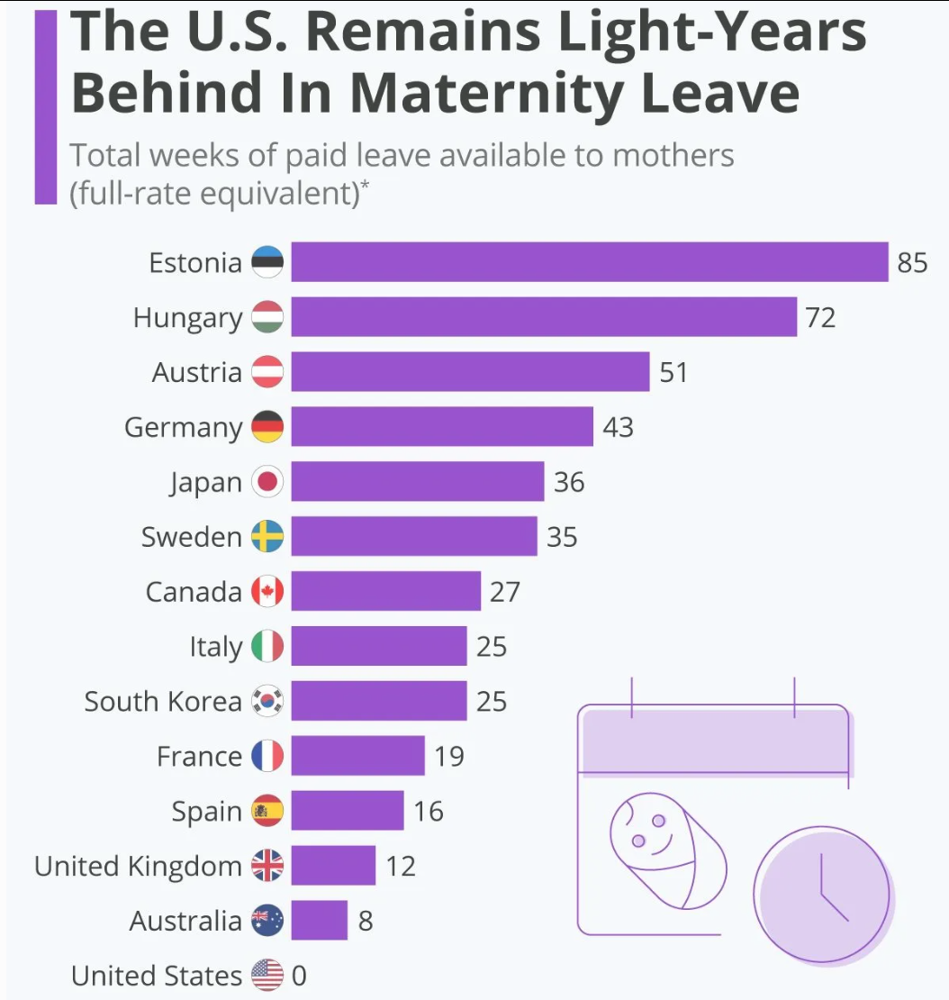 The U.S. Remains Light-Years
Behind In Maternity Leave
Total weeks of paid leave available to mothers
(full-rate equivalent)*
Estonia 85
Hungary 72
Austria 51
Germany 43
Japan 36
Sweden 35
Canada 27
Italy 25
South Korea 25
France 19
Spain 16
United Kingdom 12
Australia 8
United States 0